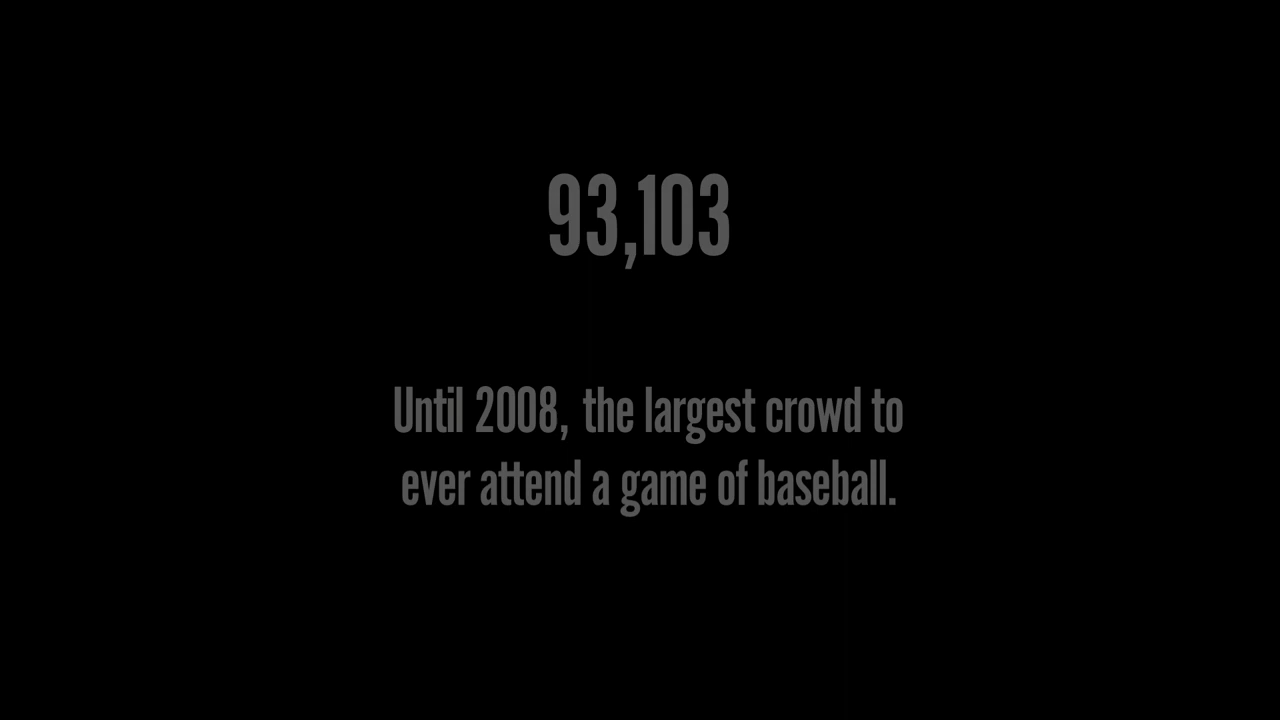 93,103
Until 2008, the largest crowd to
ever attend a game of baseball.